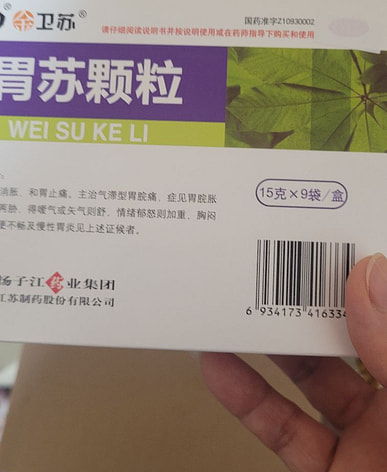 金卫苏®
国药准字Z10930002
请仔细阅读说明书并按说明使用或在药师指导下购买和使用
胃苏颗粒
WEI SU KE LI
消胀、和胃止痛。主治气滞型胃脘痛，症见胃脘胀
两胁，得嗳气或矢气则舒，情绪郁怒则加重，胸闷
便不畅及慢性胃炎见上述证候者。
15克×9袋/盒
扬子江药业集团
江苏制药股份有限公司
6 934173 41633